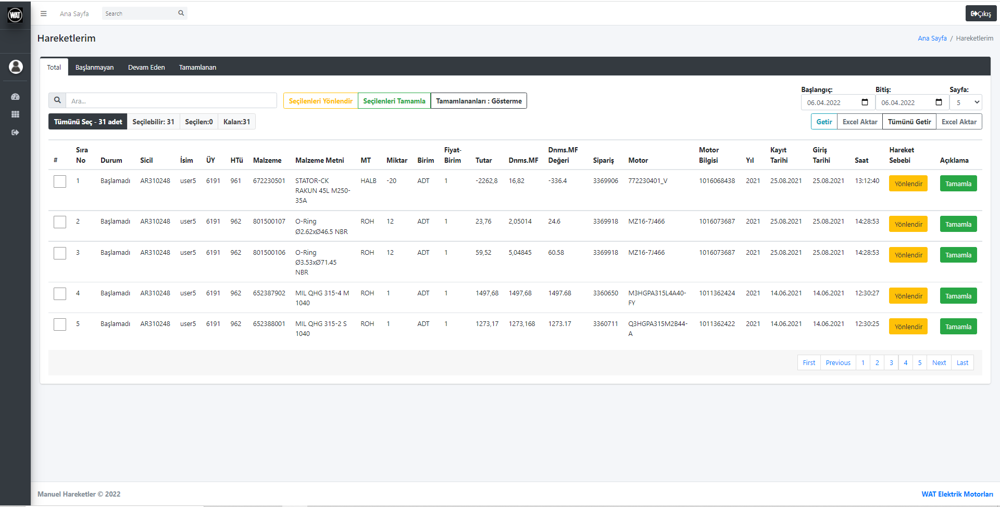 WAT
Ana Sayfa
Search
Çıkış
Hareketlerim
Ana Sayfa / Hareketlerim
Total
Başlanmayan
Devam Eden
Tamamlanan
Ara...
Seçilenleri Yönlendir
Seçilenleri Tamamla
Tamamlananları : Gösterme
Başlangıç:
06.04.2022
Bitiş:
06.04.2022
Sayfa:
5
Tümünü Seç - 31 adet
Seçilebilir: 31
Seçilen:0
Kalan:31
Getir
Excel Aktar
Tümünü Getir
Excel Aktar
# Sıra No Durum Sicil İsim ÜY HTü Malzeme Malzeme Metni MT Miktar Birim Fiyat-Birim Tutar Dnms.MF Dnms.MF Değeri Sipariş Motor Motor Bilgisi Yıl Kayıt Tarihi Giriş Tarihi Saat Hareket Sebebi Açıklama
1 Başlamadı AR310248 user5 6191 961 672230501 STATOR-CK RAKUN 45L M250-35A HALB -20 ADT 1 -2262,8 16,82 -336.4 3369906 772230401_V 1016068438 2021 25.08.2021 25.08.2021 13:12:40 Yönlendir Tamamla
2 Başlamadı AR310248 user5 6191 962 801500107 O-Ring Ø2.62xØ46.5 NBR ROH 12 ADT 1 23,76 2,05014 24.6 3369918 MZ16-7J466 1016073687 2021 25.08.2021 25.08.2021 14:28:53 Yönlendir Tamamla
3 Başlamadı AR310248 user5 6191 962 801500106 O-Ring Ø3.53xØ71.45 NBR ROH 12 ADT 1 59,52 5,04845 60.58 3369918 MZ16-7J466 1016073687 2021 25.08.2021 25.08.2021 14:28:53 Yönlendir Tamamla
4 Başlamadı AR310248 user5 6191 962 652387902 MIL QHG 315-4 M 1040 ROH 1 ADT 1 1497,68 1497,68 1497.68 3360650 M3HGPA315L4A40-FY 1011362424 2021 14.06.2021 14.06.2021 12:30:27 Yönlendir Tamamla
5 Başlamadı AR310248 user5 6191 962 652388001 MIL QHG 315-2 S 1040 ROH 1 ADT 1 1273,17 1273,168 1273.17 3360711 Q3HGPA315M2B44-A 1011362422 2021 14.06.2021 14.06.2021 12:30:25 Yönlendir Tamamla
First Previous 1 2 3 4 5 Next Last
Manuel Hareketler © 2022
WAT Elektrik Motorları